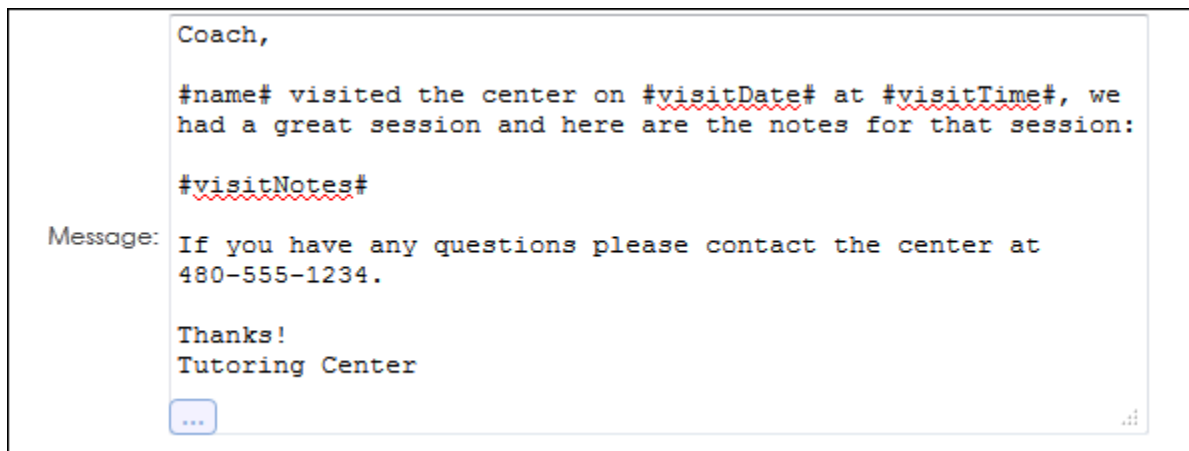 Coach,
#name# visited the center on #visitDate# at #visitTime#, we
had a great session and here are the notes for that session:
#visitNotes#
Message:
If you have any questions please contact the center at
480-555-1234.
Thanks!
Tutoring Center
...